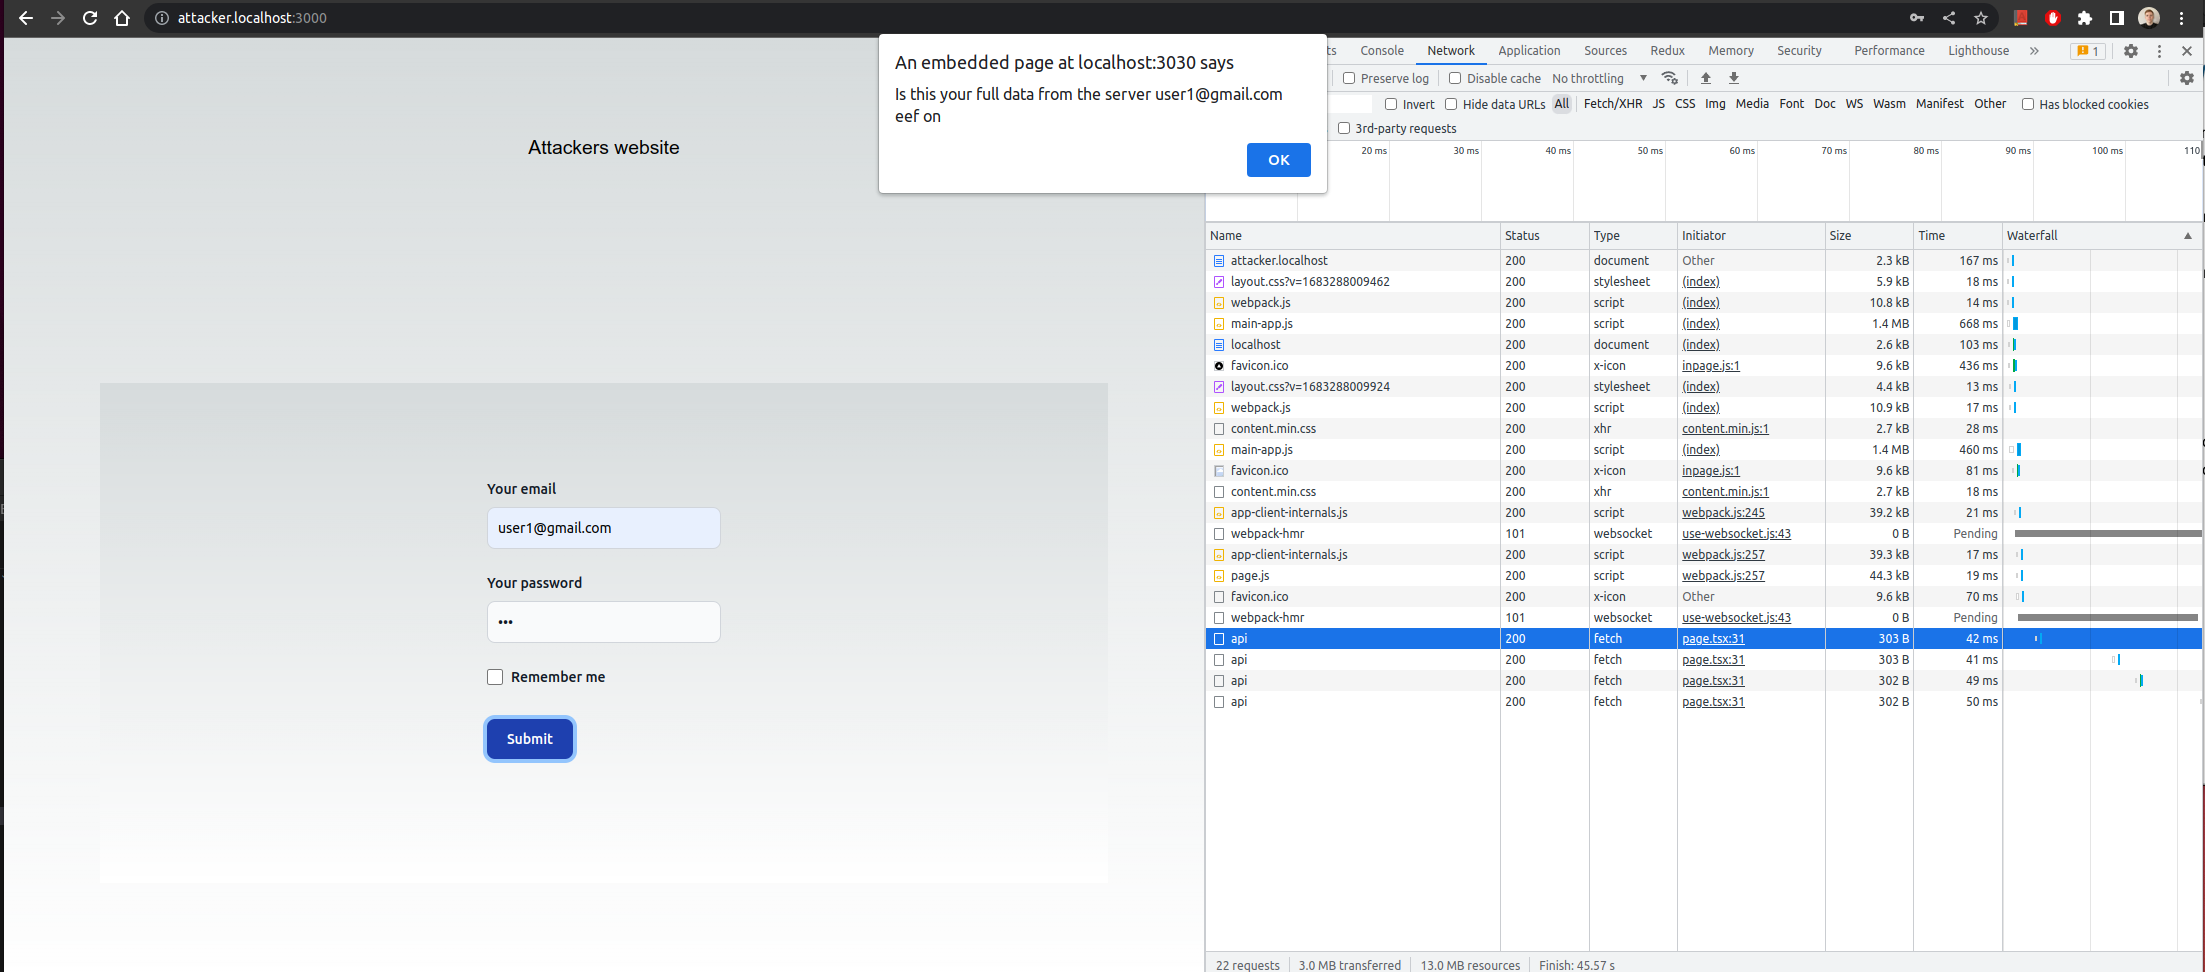 attacker.localhost:3000
An embedded page at localhost:3030 says
Is this your full data from the server user1@gmail.com
eef on
OK
Console Network Application Sources Redux Memory Security Performance Lighthouse » 1
Preserve log Disable cache No throttling
Invert Hide data URLs All Fetch/XHR JS CSS Img Media Font Doc WS Wasm Manifest Other Has blocked cookies
3rd-party requests
20 ms 30 ms 40 ms 50 ms 60 ms 70 ms 80 ms 90 ms 100 ms 110
Attackers website
Your email
user1@gmail.com
Your password
•••
Remember me
Submit
Name Status Type Initiator Size Time Waterfall
attacker.localhost 200 document Other 2.3 kB 167 ms
layout.css?v=1683288009462 200 stylesheet (index) 5.9 kB 18 ms
webpack.js 200 script (index) 10.8 kB 14 ms
main-app.js 200 script (index) 1.4 MB 668 ms
localhost 200 document (index) 2.6 kB 103 ms
favicon.ico 200 x-icon inpage.js:1 9.6 kB 436 ms
layout.css?v=1683288009924 200 stylesheet (index) 4.4 kB 13 ms
webpack.js 200 script (index) 10.9 kB 17 ms
content.min.css 200 xhr content.min.js:1 2.7 kB 28 ms
main-app.js 200 script (index) 1.4 MB 460 ms
favicon.ico 200 x-icon inpage.js:1 9.6 kB 81 ms
content.min.css 200 xhr content.min.js:1 2.7 kB 18 ms
app-client-internals.js 200 script webpack.js:245 39.2 kB 21 ms
webpack-hmr 101 websocket use-websocket.js:43 0 B Pending
app-client-internals.js 200 script webpack.js:257 39.3 kB 17 ms
page.js 200 script webpack.js:257 44.3 kB 19 ms
favicon.ico 200 x-icon Other 9.6 kB 70 ms
webpack-hmr 101 websocket use-websocket.js:43 0 B Pending
api 200 fetch page.tsx:31 303 B 42 ms
api 200 fetch page.tsx:31 303 B 41 ms
api 200 fetch page.tsx:31 302 B 49 ms
api 200 fetch page.tsx:31 302 B 50 ms
22 requests 3.0 MB transferred 13.0 MB resources Finish: 45.57 s